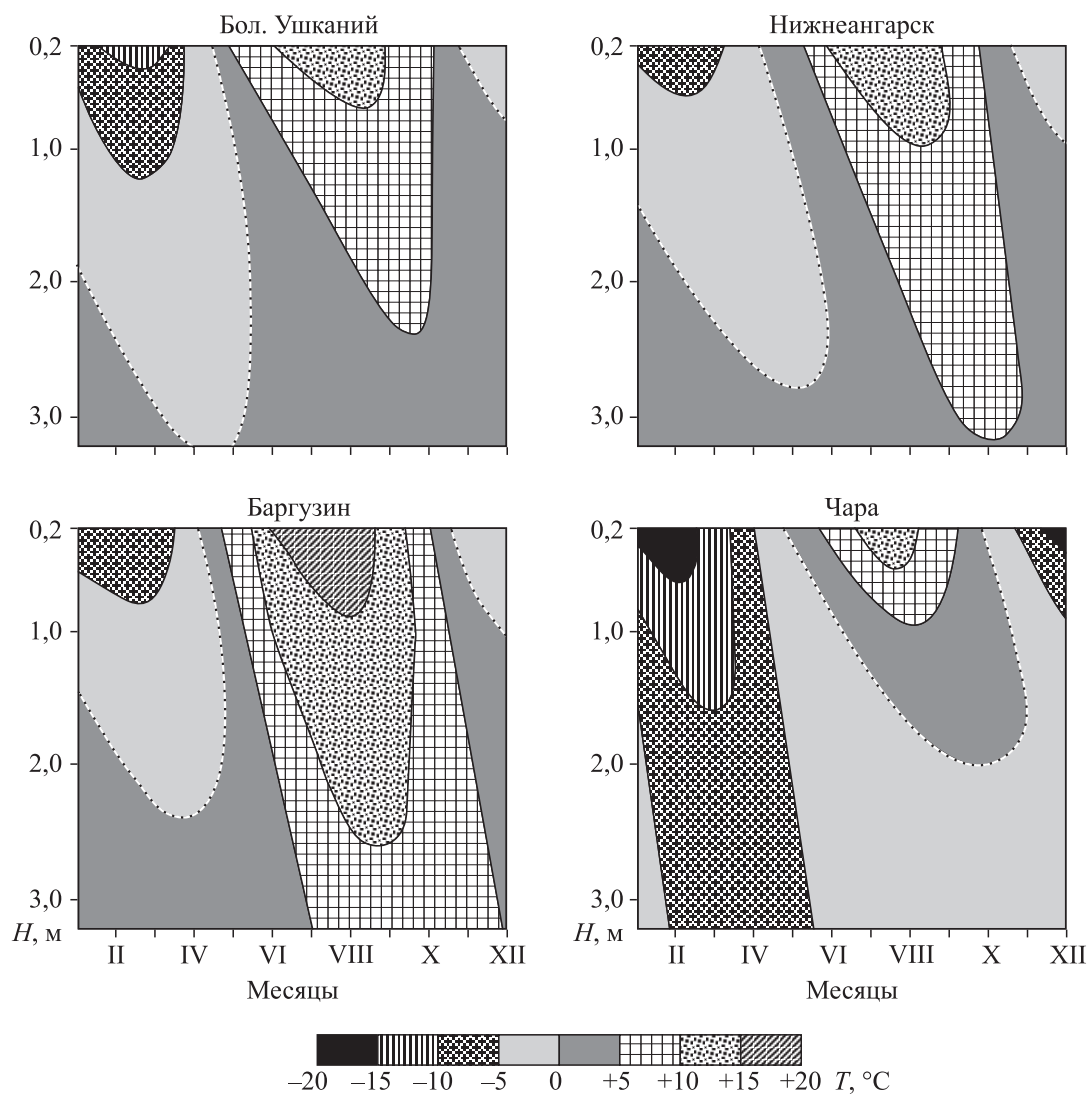 Бол. Ушканий
Нижнеангарск
0,2
1,0
2,0
3,0
0,2
1,0
2,0
3,0
Баргузин
Чара
0,2
1,0
2,0
3,0
H, м
II IV VI VIII X XII
Месяцы
0,2
1,0
2,0
3,0
H, м
II IV VI VIII X XII
Месяцы
–20 –15 –10 –5 0 +5 +10 +15 +20 T, °C